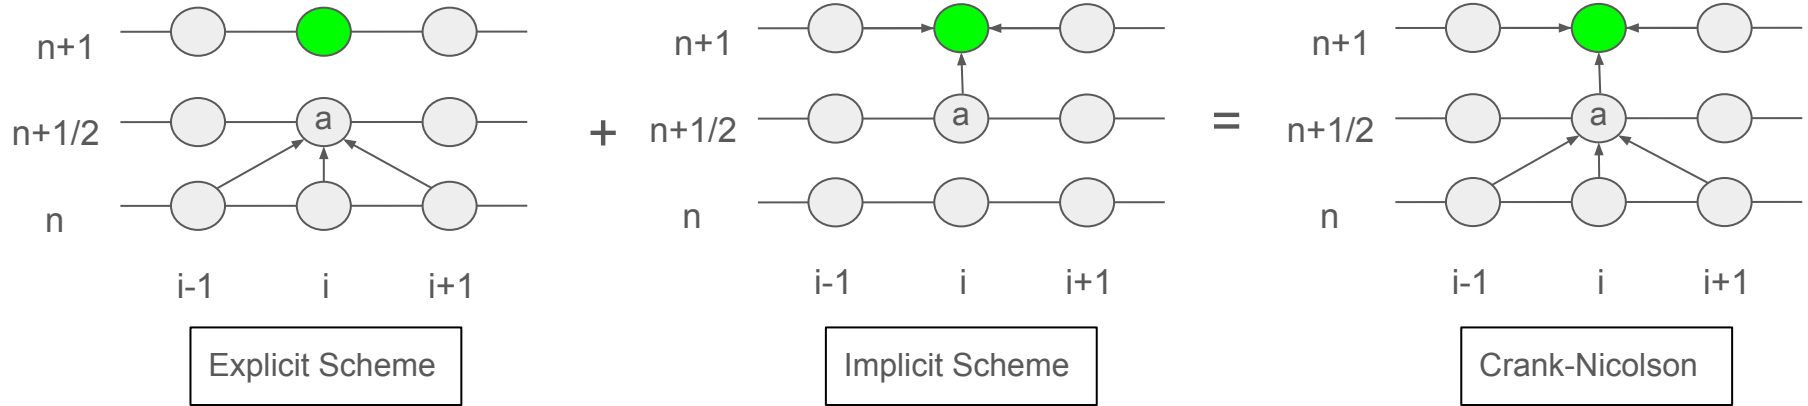 n+1
n+1/2
a
n
i-1 i i+1
Explicit Scheme
+
n+1
n+1/2
a
n
i-1 i i+1
Implicit Scheme
=
n+1
n+1/2
a
n
i-1 i i+1
Crank-Nicolson